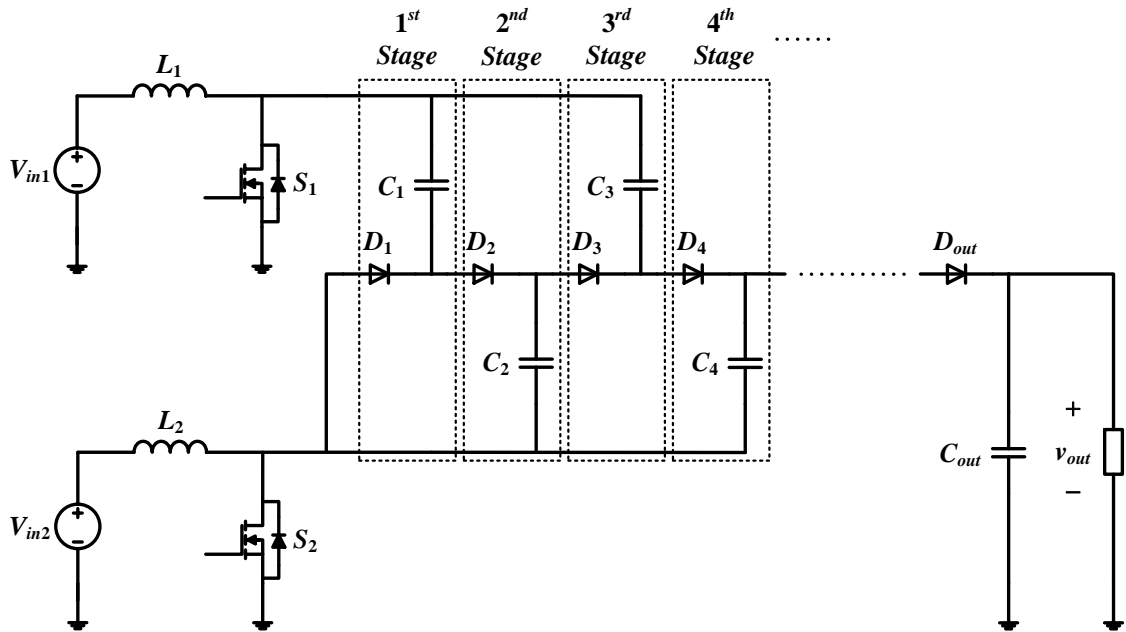 1st Stage
2nd Stage
3rd Stage
4th Stage
......
L1
Vin1
S1
C1
C3
D1
D2
D3
D4
Dout
C2
C4
L2
Vin2
S2
Cout
+
vout
−